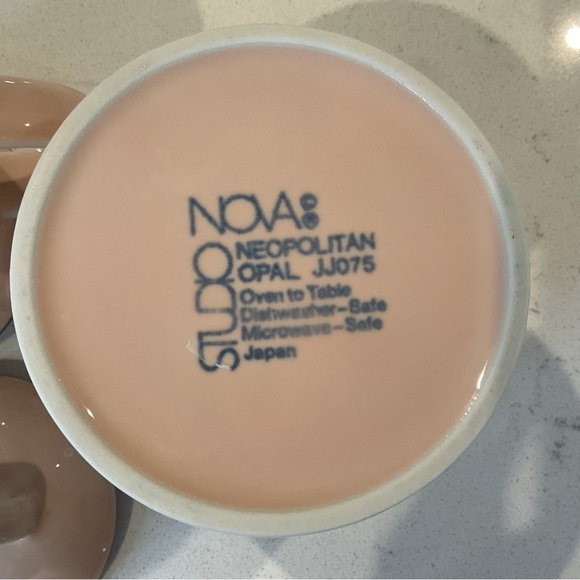 STUDIO
NOVA ®©
NEOPOLITAN
OPAL JJ075
Oven to Table
Dishwasher-Safe
Microwave-Safe
Japan